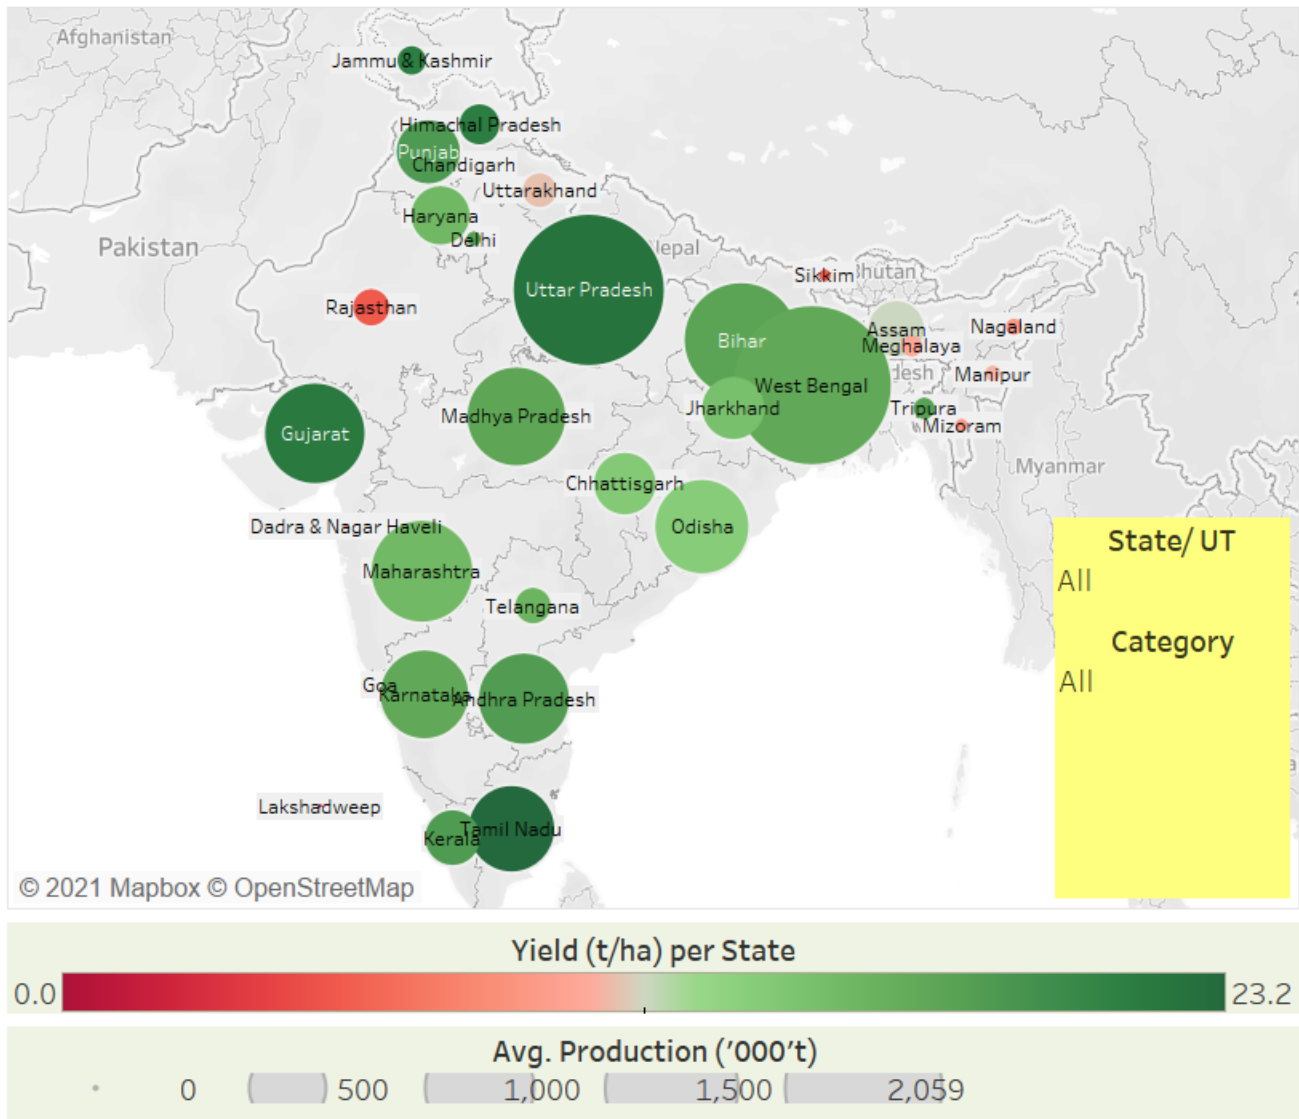 Afghanistan
Jammu & Kashmir
Himachal Pradesh
Punjab
Chandigarh
Uttarakhand
Haryana
Delhi
Pakistan
Nepal
Uttar Pradesh
Sikkim
Bhutan
Rajasthan
Assam
Nagaland
Bihar
Meghalaya
desh
Manipur
West Bengal
Jharkhand
Madhya Pradesh
Tripura
Mizoram
Gujarat
Myanmar
Chhattisgarh
Dadra & Nagar Haveli
Odisha
Maharashtra
Telangana
Goa
Karnataka
Andhra Pradesh
Lakshadweep
Kerala
Tamil Nadu
State/ UT
All
Category
All
© 2021 Mapbox © OpenStreetMap
Yield (t/ha) per State
0.0 23.2
Avg. Production ('000't)
0 500 1,000 1,500 2,059